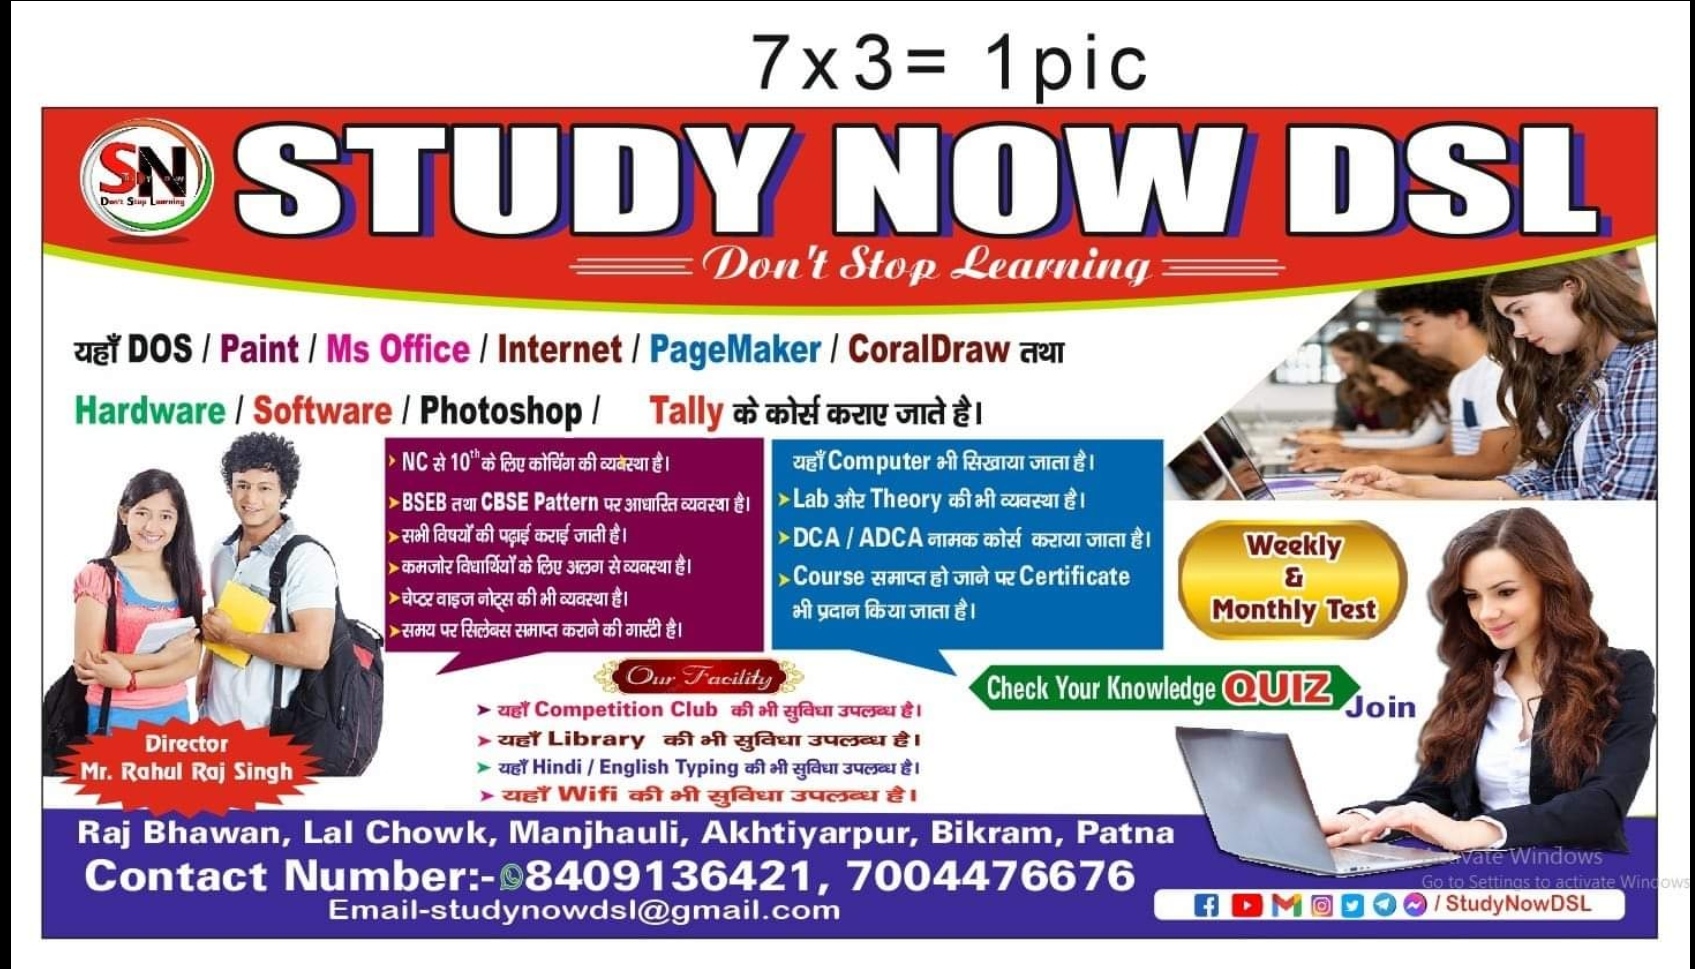 7x3= 1pic
SN
Don't Stop Learning
STUDY NOW DSL
Don't Stop Learning
यहाँ DOS / Paint / Ms Office / Internet / PageMaker / CoralDraw तथा
Hardware / Software / Photoshop / Tally के कोर्स कराए जाते है।
NC से 10th के लिए कोचिंग की व्यवस्था है।
BSEB तथा CBSE Pattern पर आधारित व्यवस्था है।
सभी विषयों की पढ़ाई कराई जाती है।
कमजोर विधार्थियों के लिए अलग से व्यवस्था है।
चेप्टर वाइज नोट्स की भी व्यवस्था है।
समय पर सिलेबस समाप्त कराने की गारंटी है।
यहाँ Computer भी सिखाया जाता है।
Lab और Theory की भी व्यवस्था है।
DCA / ADCA नामक कोर्स कराया जाता है।
Course समाप्त हो जाने पर Certificate
भी प्रदान किया जाता है।
Weekly
&
Monthly Test
Our Facility
यहाँ Competition Club की भी सुविधा उपलब्ध है।
यहाँ Library की भी सुविधा उपलब्ध है।
यहाँ Hindi / English Typing की भी सुविधा उपलब्ध है।
यहाँ Wifi की भी सुविधा उपलब्ध है।
Check Your Knowledge QUIZ Join
Director
Mr. Rahul Raj Singh
Raj Bhawan, Lal Chowk, Manjhauli, Akhtiyarpur, Bikram, Patna
Contact Number:- 8409136421, 7004476676
Email-studynowdsl@gmail.com
/ StudyNowDSL
Activate Windows
Go to Settings to activate Windows